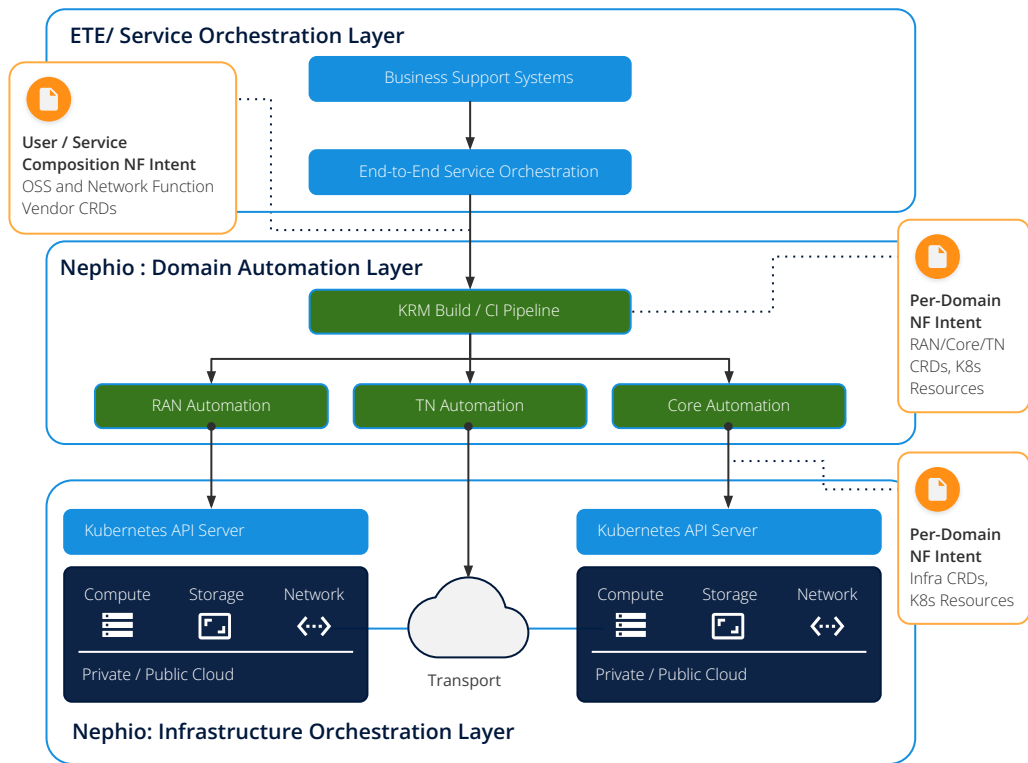 ETE/ Service Orchestration Layer
Business Support Systems
User / Service
Composition NF Intent
OSS and Network Function
Vendor CRDs
End-to-End Service Orchestration
Nephio : Domain Automation Layer
KRM Build / CI Pipeline
Per-Domain
NF Intent
RAN/Core/TN
CRDs, K8s
Resources
RAN Automation
TN Automation
Core Automation
Kubernetes API Server
Kubernetes API Server
Per-Domain
NF Intent
Infra CRDs,
K8s Resources
Compute
Storage
Network
Private / Public Cloud
Transport
Compute
Storage
Network
Private / Public Cloud
Nephio: Infrastructure Orchestration Layer